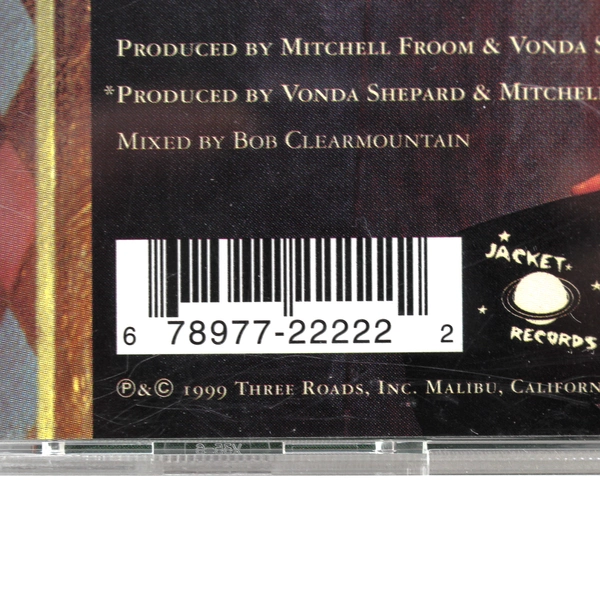 PRODUCED BY MITCHELL FROOM & VONDA S
*PRODUCED BY VONDA SHEPARD & MITCHELL
MIXED BY BOB CLEARMOUNTAIN
JACKET
RECORDS
6 78977-22222 2
℗ & © 1999 THREE ROADS, INC. MALIBU, CALIFORN